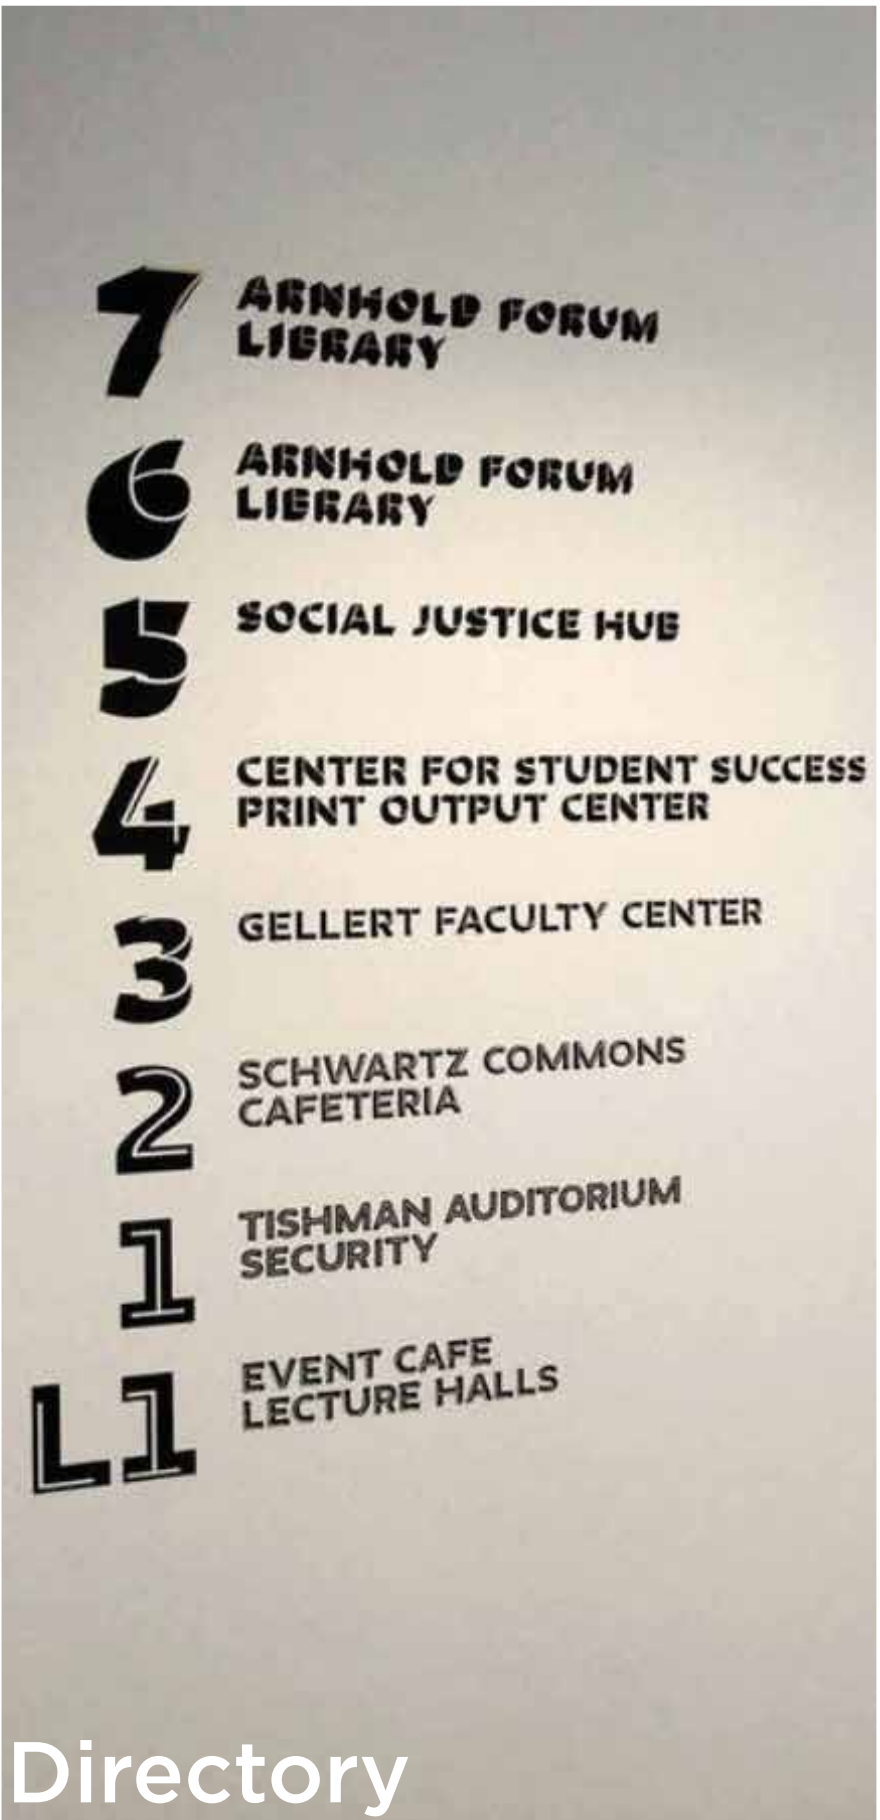 7 ARNHOLD FORUM
LIBRARY
6 ARNHOLD FORUM
LIBRARY
5 SOCIAL JUSTICE HUB
4 CENTER FOR STUDENT SUCCESS
PRINT OUTPUT CENTER
3 GELLERT FACULTY CENTER
2 SCHWARTZ COMMONS
CAFETERIA
1 TISHMAN AUDITORIUM
SECURITY
L1 EVENT CAFE
LECTURE HALLS
Directory